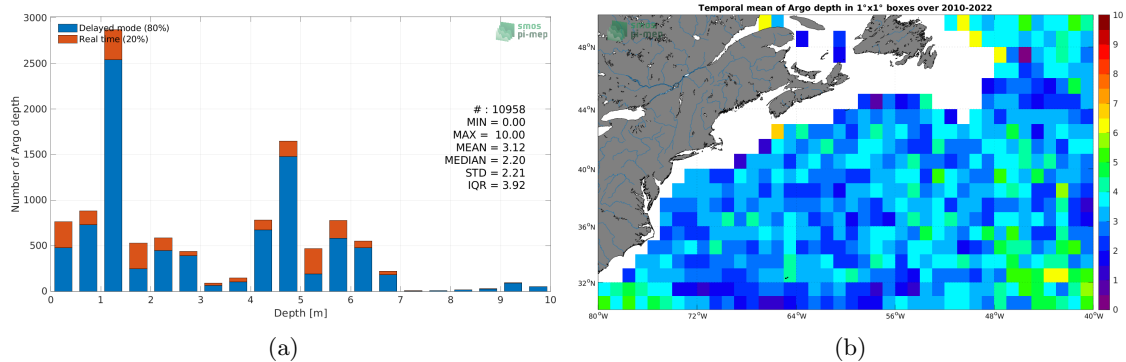 3000
2500
2000
1500
1000
500
0
Number of Argo depth
Delayed mode (80%)
Real time (20%)
smos
pi-mep
# : 10958
MIN = 0.00
MAX = 10.00
MEAN = 3.12
MEDIAN = 2.20
STD = 2.21
IQR = 3.92
0 1 2 3 4 5 6 7 8 9 10
Depth [m]
(a)
Temporal mean of Argo depth in 1°x1° boxes over 2010-2022
smos
pi-mep
48°N
44°N
40°N
36°N
32°N
80°W 72°W 64°W 56°W 48°W 40°W
10
9
8
7
6
5
4
3
2
1
0
(b)